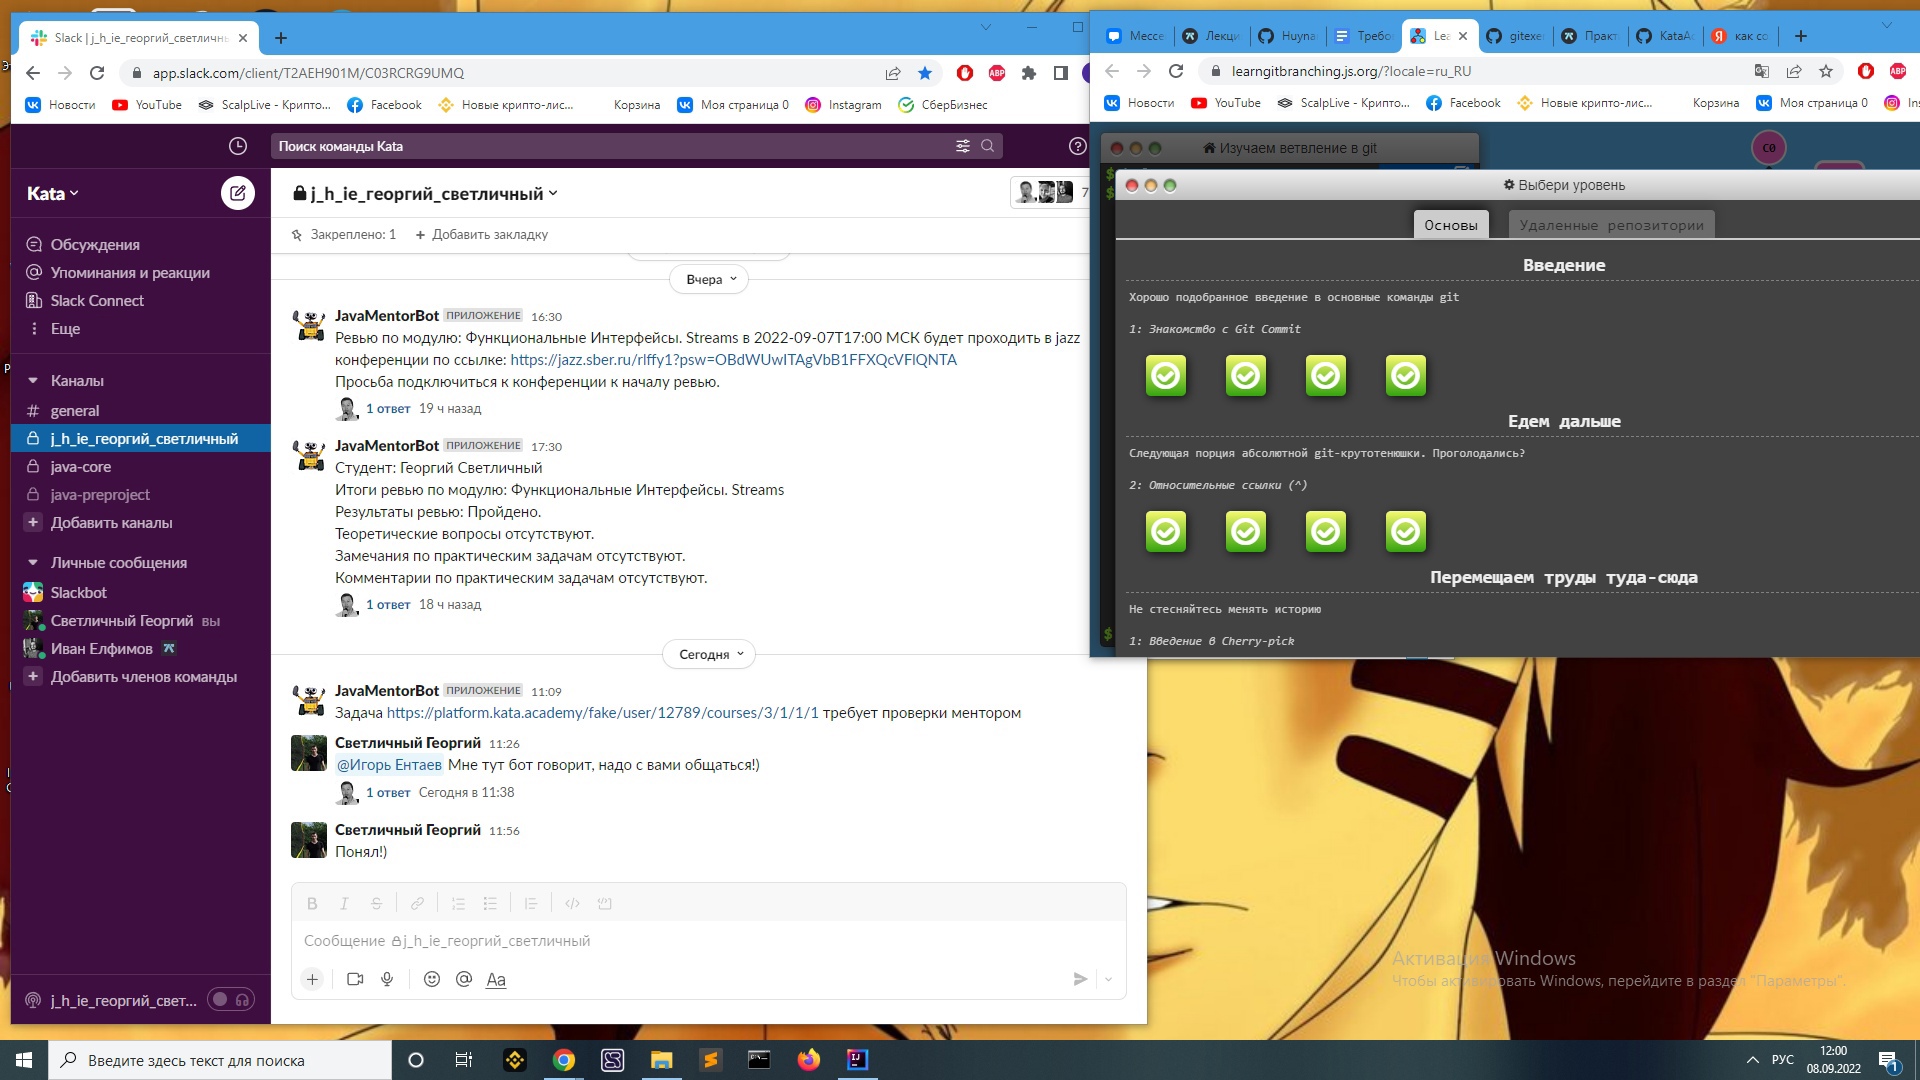 Slack | j_h_ie_георгий_светличн
app.slack.com/client/T2AEH901M/C03RCRG9UMQ
ABP
Новости
YouTube
ScalpLive - Крипто...
Facebook
Новые крипто-лис...
Корзина
Моя страница 0
Instagram
СберБизнес
Поиск команды Kata
Kata
j_h_ie_георгий_светличный
7
Закреплено: 1
Добавить закладку
Обсуждения
Упоминания и реакции
Slack Connect
Еще
Каналы
general
j_h_ie_георгий_светличный
java-core
java-preproject
Добавить каналы
Личные сообщения
Slackbot
Светличный Георгий вы
Иван Елфимов
Добавить членов команды
j_h_ie_георгий_свет...
Вчера
JavaMentorBot ПРИЛОЖЕНИЕ 16:30
Ревью по модулю: Функциональные Интерфейсы. Streams в 2022-09-07T17:00 МСК будет проходить в jazz
конференции по ссылке: https://jazz.sber.ru/rlffy1?psw=OBdWUwITAgVbB1FFXQcVFlQNTA
Просьба подключиться к конференции к началу ревью.
1 ответ 19 ч назад
JavaMentorBot ПРИЛОЖЕНИЕ 17:30
Студент: Георгий Светличный
Итоги ревью по модулю: Функциональные Интерфейсы. Streams
Результаты ревью: Пройдено.
Теоретические вопросы отсутствуют.
Замечания по практическим задачам отсутствуют.
Комментарии по практическим задачам отсутствуют.
1 ответ 18 ч назад
Сегодня
JavaMentorBot ПРИЛОЖЕНИЕ 11:09
Задача https://platform.kata.academy/fake/user/12789/courses/3/1/1/1 требует проверки ментором
Светличный Георгий 11:26
@Игорь Ентаев Мне тут бот говорит, надо с вами общаться!)
1 ответ Сегодня в 11:38
Светличный Георгий 11:56
Понял!)
Сообщение j_h_ie_георгий_светличный
Aa
Мессе
Лекци
Huyna
Требо
Lea
gitexe
Практ
KataAc
как со
learngitbranching.js.org/?locale=ru_RU
ABP
Новости
YouTube
ScalpLive - Крипто...
Facebook
Новые крипто-лис...
Корзина
Моя страница 0
Ins
Изучаем ветвление в git
C0
$
$
$
Выбери уровень
Основы
Удаленные репозитории
Введение
Хорошо подобранное введение в основные команды git
1: Знакомство с Git Commit
Едем дальше
Следующая порция абсолютной git-крутотенюшки. Проголодались?
2: Относительные ссылки (^)
Перемещаем труды туда-сюда
Не стесняйтесь менять историю
1: Введение в Cherry-pick
Активация Windows
Чтобы активировать Windows, перейдите в раздел "Параметры".
Введите здесь текст для поиска
РУС
12:00
08.09.2022
1